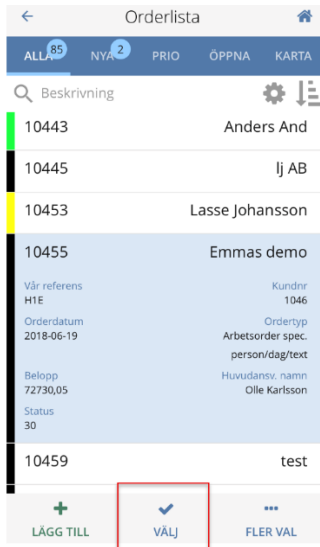 Orderlista
ALLA 85 NYA 2 PRIO ÖPPNA KARTA
Beskrivning
10443 Anders And
10445 lj AB
10453 Lasse Johansson
10455 Emmas demo
Vår referens Kundnr
H1E 1046
Orderdatum Ordertyp
2018-06-19 Arbetsorder spec.
person/dag/text
Belopp Huvudansv. namn
72730,05 Olle Karlsson
Status
30
10459 test
LÄGG TILL VÄLJ FLER VAL